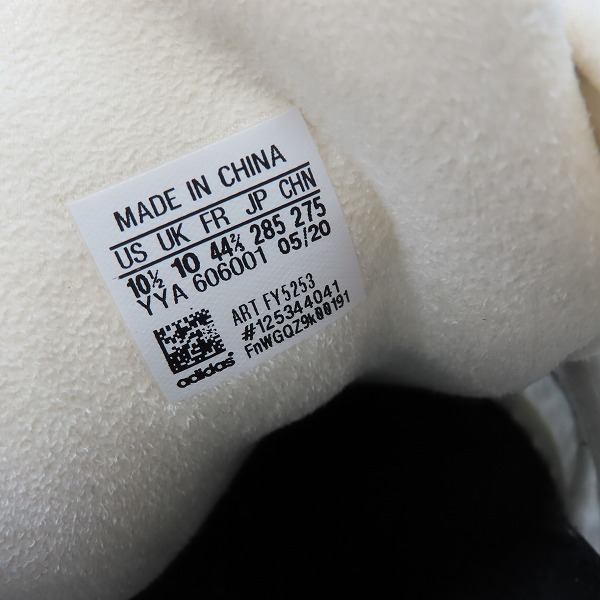 MADE IN CHINA
US UK FR JP CHN
10½ 10 44⅔ 285 275
YYA 606001 05/20
ART FY5253
#125344041
FnWGQZ9k00191
adidas